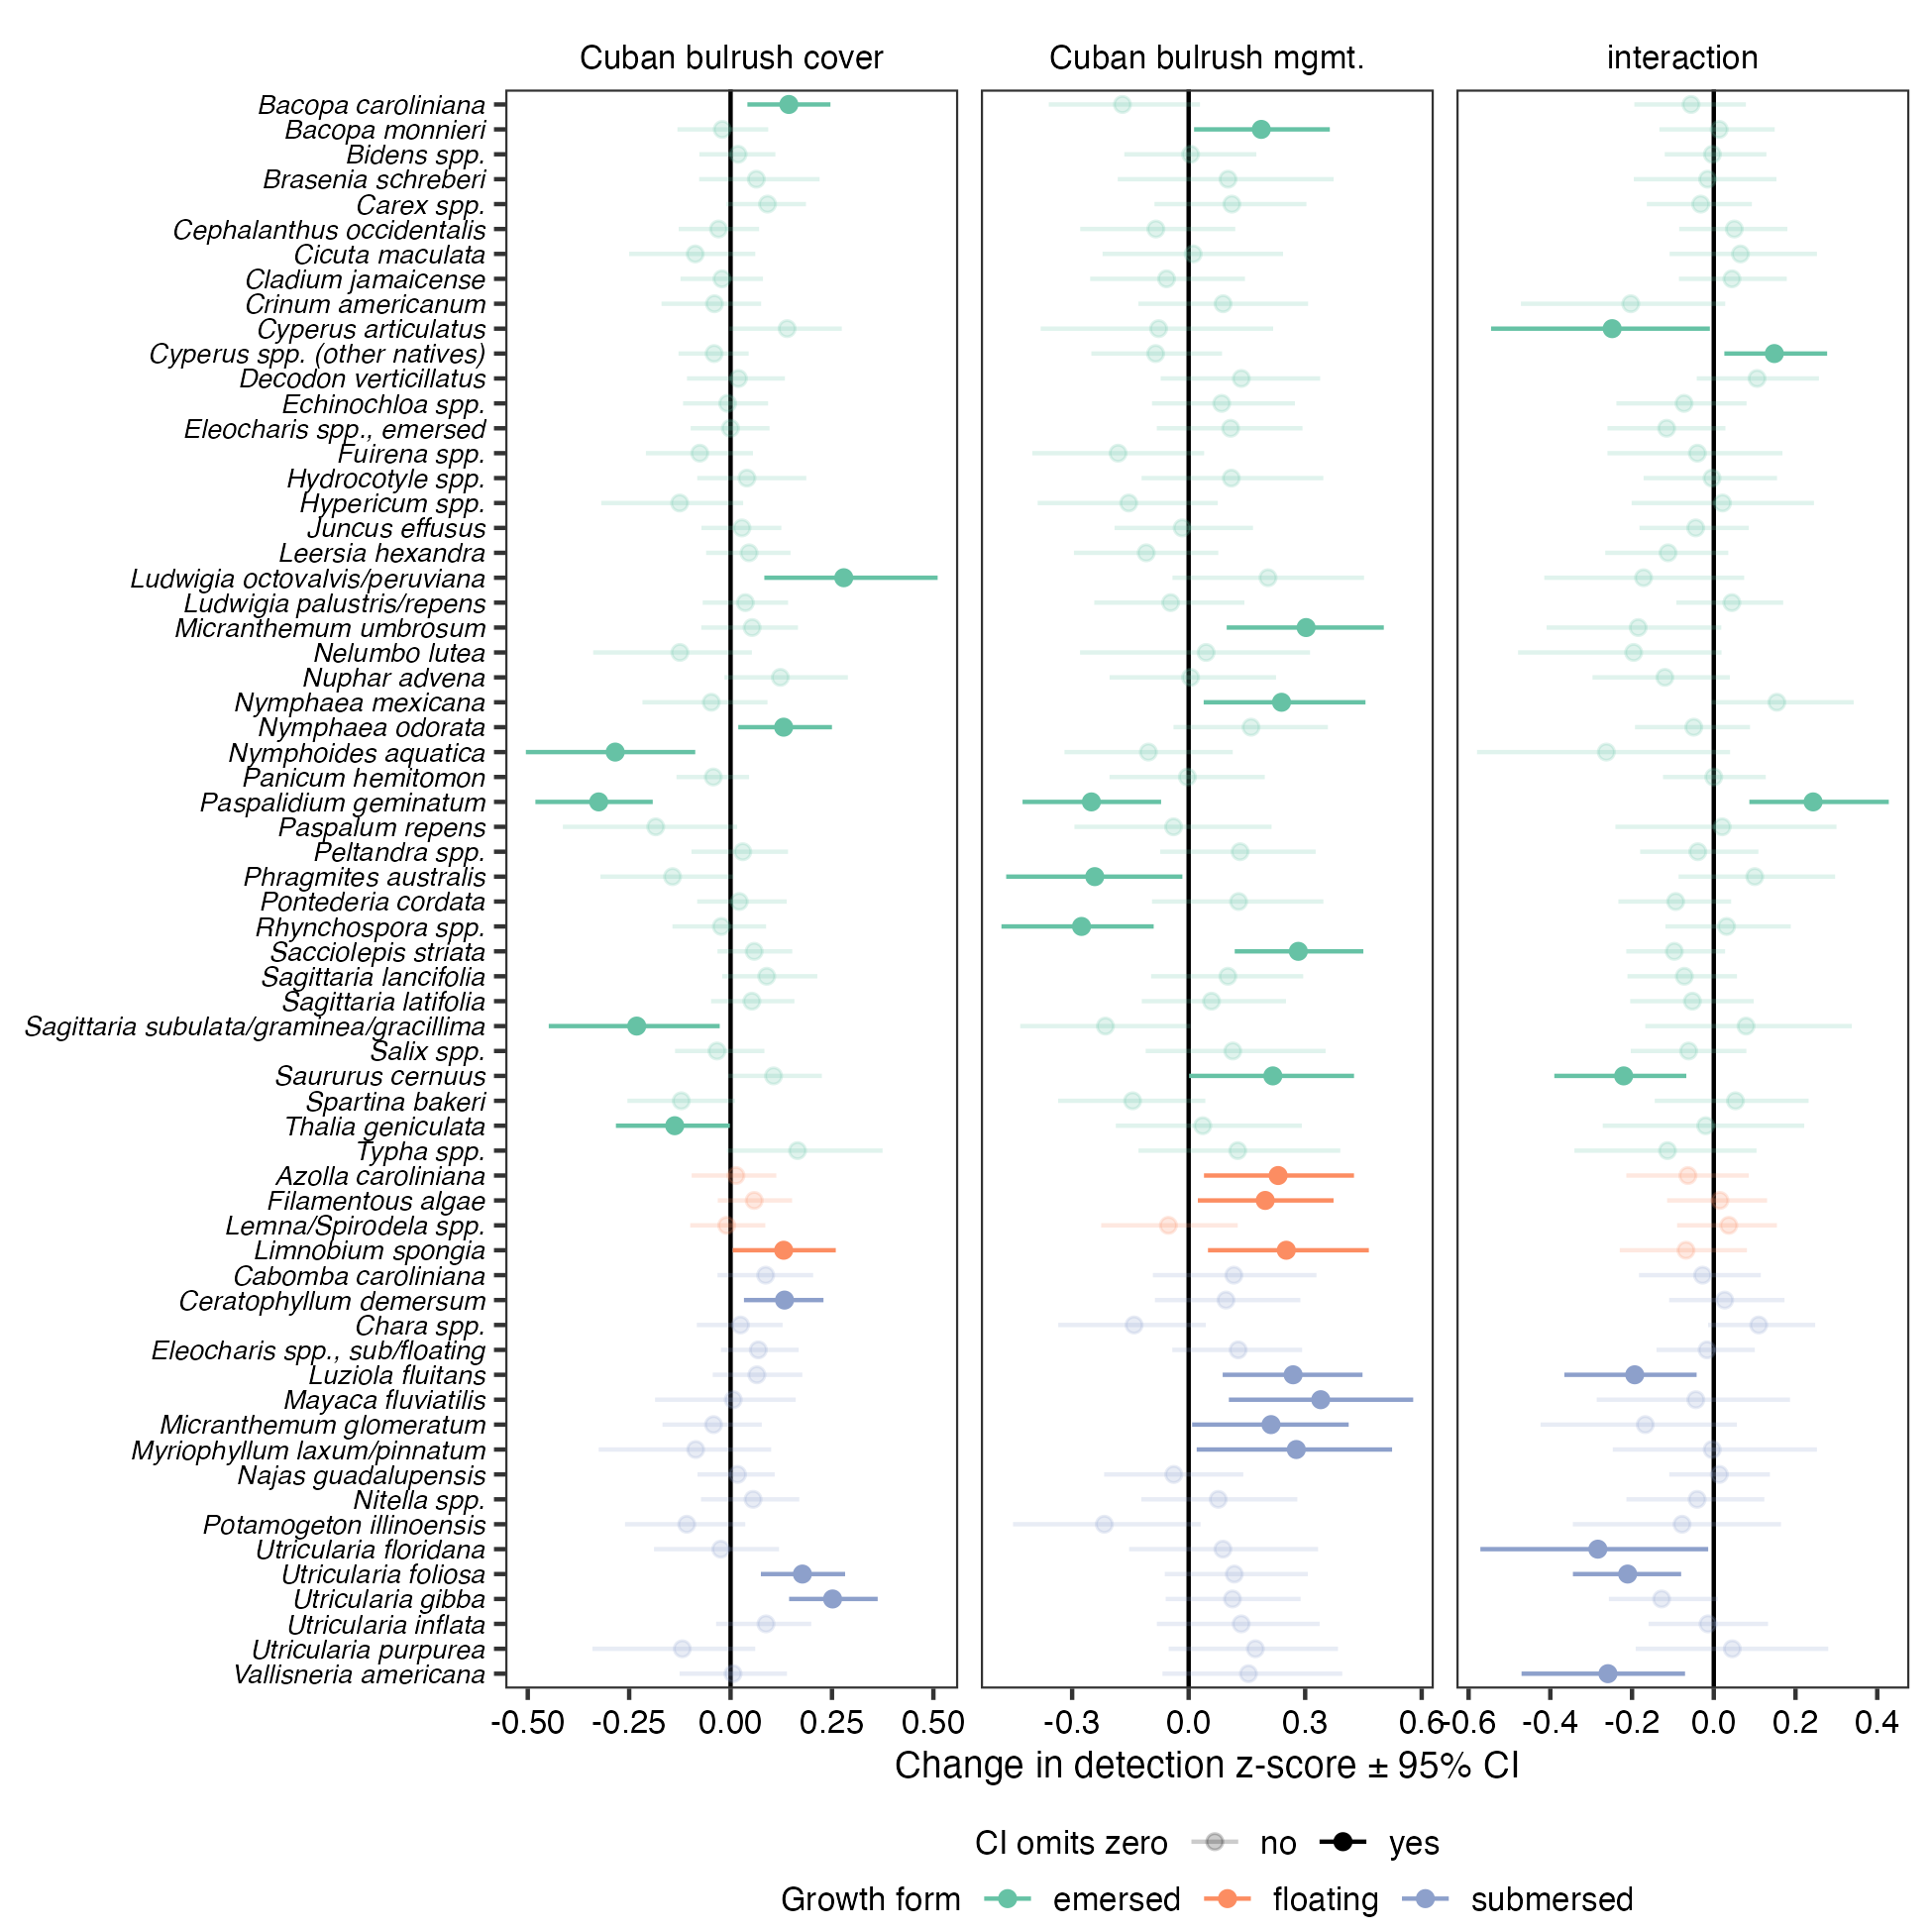 Cuban bulrush cover Cuban bulrush mgmt. interaction
Bacopa caroliniana
Bacopa monnieri
Bidens spp.
Brasenia schreberi
Carex spp.
Cephalanthus occidentalis
Cicuta maculata
Cladium jamaicense
Crinum americanum
Cyperus articulatus
Cyperus spp. (other natives)
Decodon verticillatus
Echinochloa spp.
Eleocharis spp., emersed
Fuirena spp.
Hydrocotyle spp.
Hypericum spp.
Juncus effusus
Leersia hexandra
Ludwigia octovalvis/peruviana
Ludwigia palustris/repens
Micranthemum umbrosum
Nelumbo lutea
Nuphar advena
Nymphaea mexicana
Nymphaea odorata
Nymphoides aquatica
Panicum hemitomon
Paspalidium geminatum
Paspalum repens
Peltandra spp.
Phragmites australis
Pontederia cordata
Rhynchospora spp.
Sacciolepis striata
Sagittaria lancifolia
Sagittaria latifolia
Sagittaria subulata/graminea/gracillima
Salix spp.
Saururus cernuus
Spartina bakeri
Thalia geniculata
Typha spp.
Azolla caroliniana
Filamentous algae
Lemna/Spirodela spp.
Limnobium spongia
Cabomba caroliniana
Ceratophyllum demersum
Chara spp.
Eleocharis spp., sub/floating
Luziola fluitans
Mayaca fluviatilis
Micranthemum glomeratum
Myriophyllum laxum/pinnatum
Najas guadalupensis
Nitella spp.
Potamogeton illinoensis
Utricularia floridana
Utricularia foliosa
Utricularia gibba
Utricularia inflata
Utricularia purpurea
Vallisneria americana
-0.50 -0.25 0.00 0.25 0.50 -0.3 0.0 0.3 0.6 -0.6 -0.4 -0.2 0.0 0.2 0.4
Change in detection z-score ± 95% CI
CI omits zero no yes
Growth form emersed floating submersed